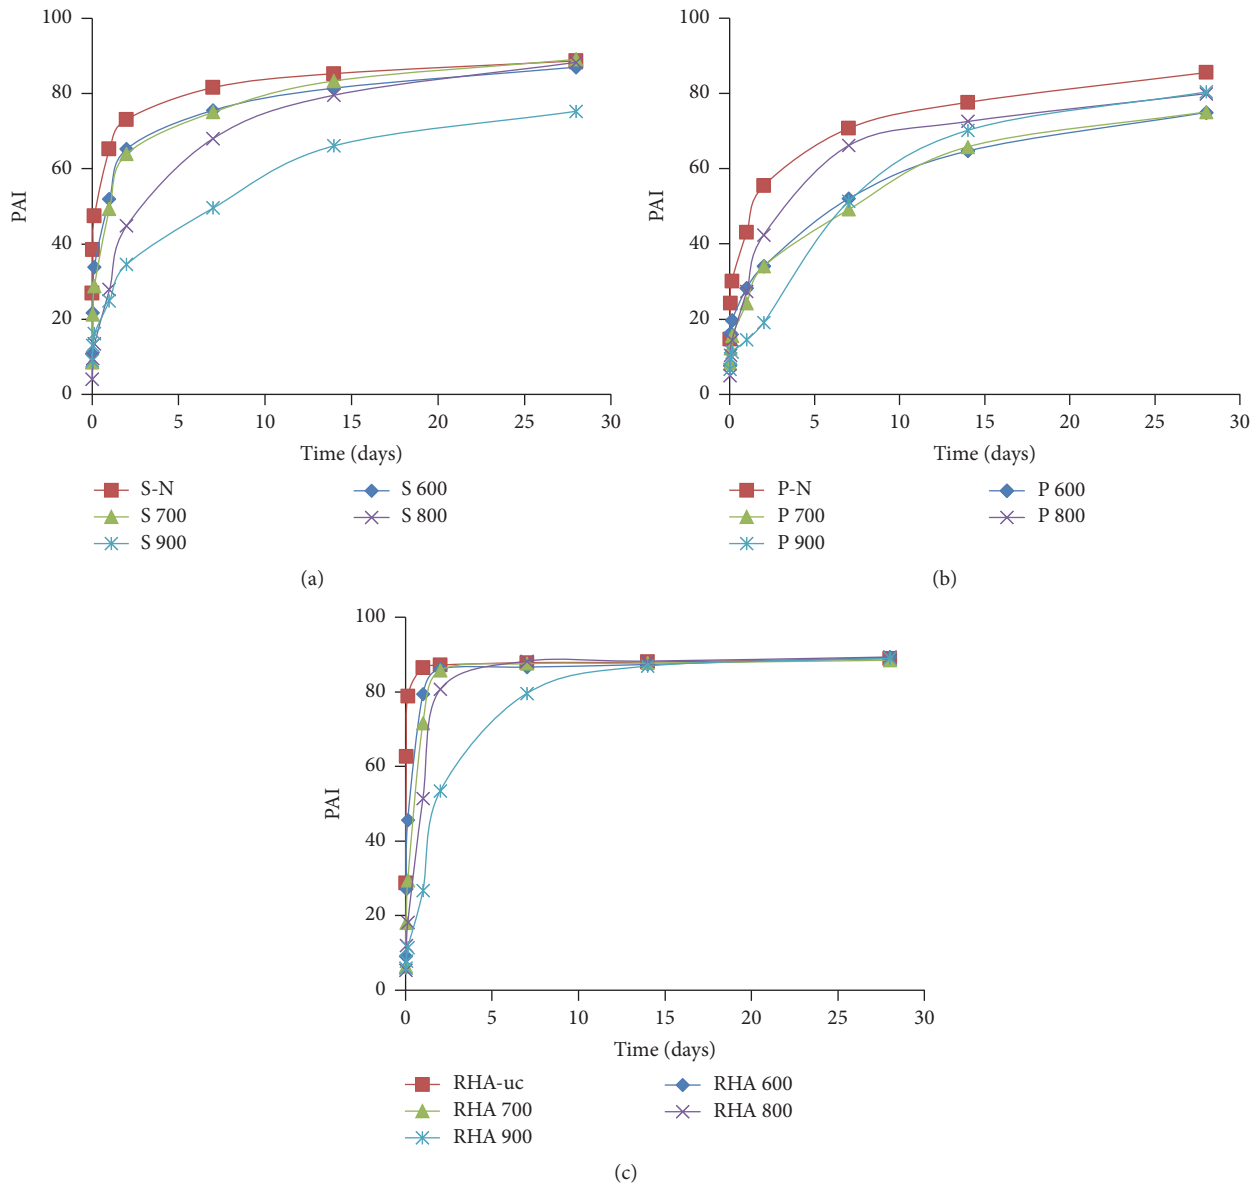 100
80
60
40
20
0
PAI
0 5 10 15 20 25 30
Time (days)
S-N
S 600
S 700
S 800
S 900
(a)
100
80
60
40
20
0
PAI
0 5 10 15 20 25 30
Time (days)
P-N
P 600
P 700
P 800
P 900
(b)
100
80
60
40
20
0
PAI
0 5 10 15 20 25 30
Time (days)
RHA-uc
RHA 600
RHA 700
RHA 800
RHA 900
(c)